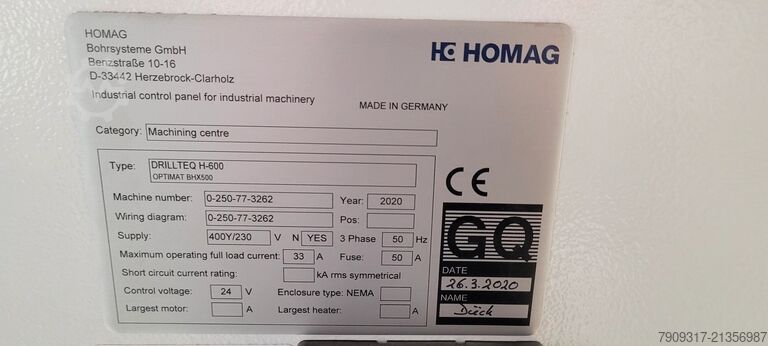 HOMAG
Bohrsysteme GmbH
Benzstraße 10-16
D-33442 Herzebrock-Clarholz
Industrial control panel for industrial machinery
HOMAG
MADE IN GERMANY
Category: Machining centre
Type: DRILLTEQ H-600
OPTIMAT BHX500
Machine number: 0-250-77-3262 Year: 2020
Wiring diagram: 0-250-77-3262 Pos:
Supply: 400Y/230 V N YES 3 Phase 50 Hz
Maximum operating full load current: 33 A Fuse: 50 A
Short circuit current rating: kA rms symmetrical
Control voltage: 24 V Enclosure type: NEMA
Largest motor: A Largest heater: A
CE
GQ
DATE
26.3.2020
NAME
7909317-21356987